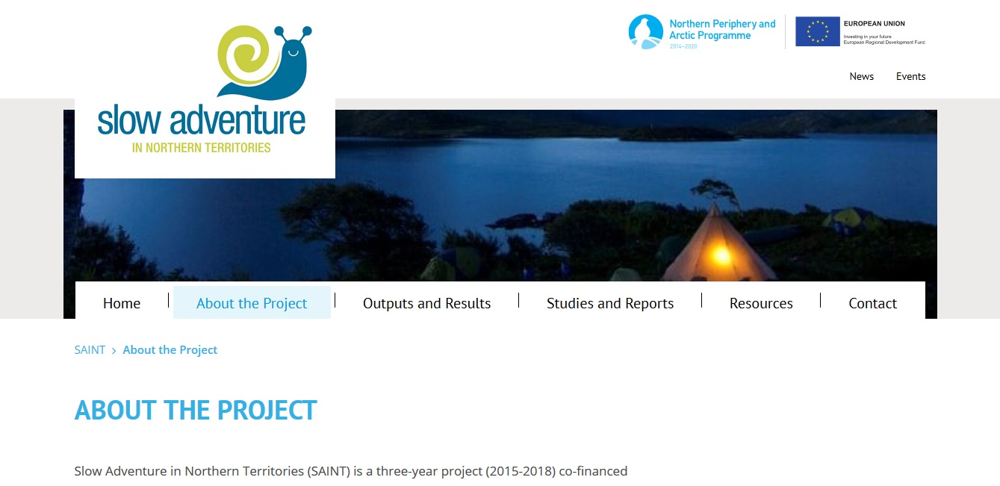 Northern Periphery and
Arctic Programme
2014–2020
EUROPEAN UNION
Investing in your future
European Regional Development Fund
News Events
slow adventure
IN NORTHERN TERRITORIES
Home About the Project Outputs and Results Studies and Reports Resources Contact
SAINT > About the Project
ABOUT THE PROJECT
Slow Adventure in Northern Territories (SAINT) is a three-year project (2015-2018) co-financed